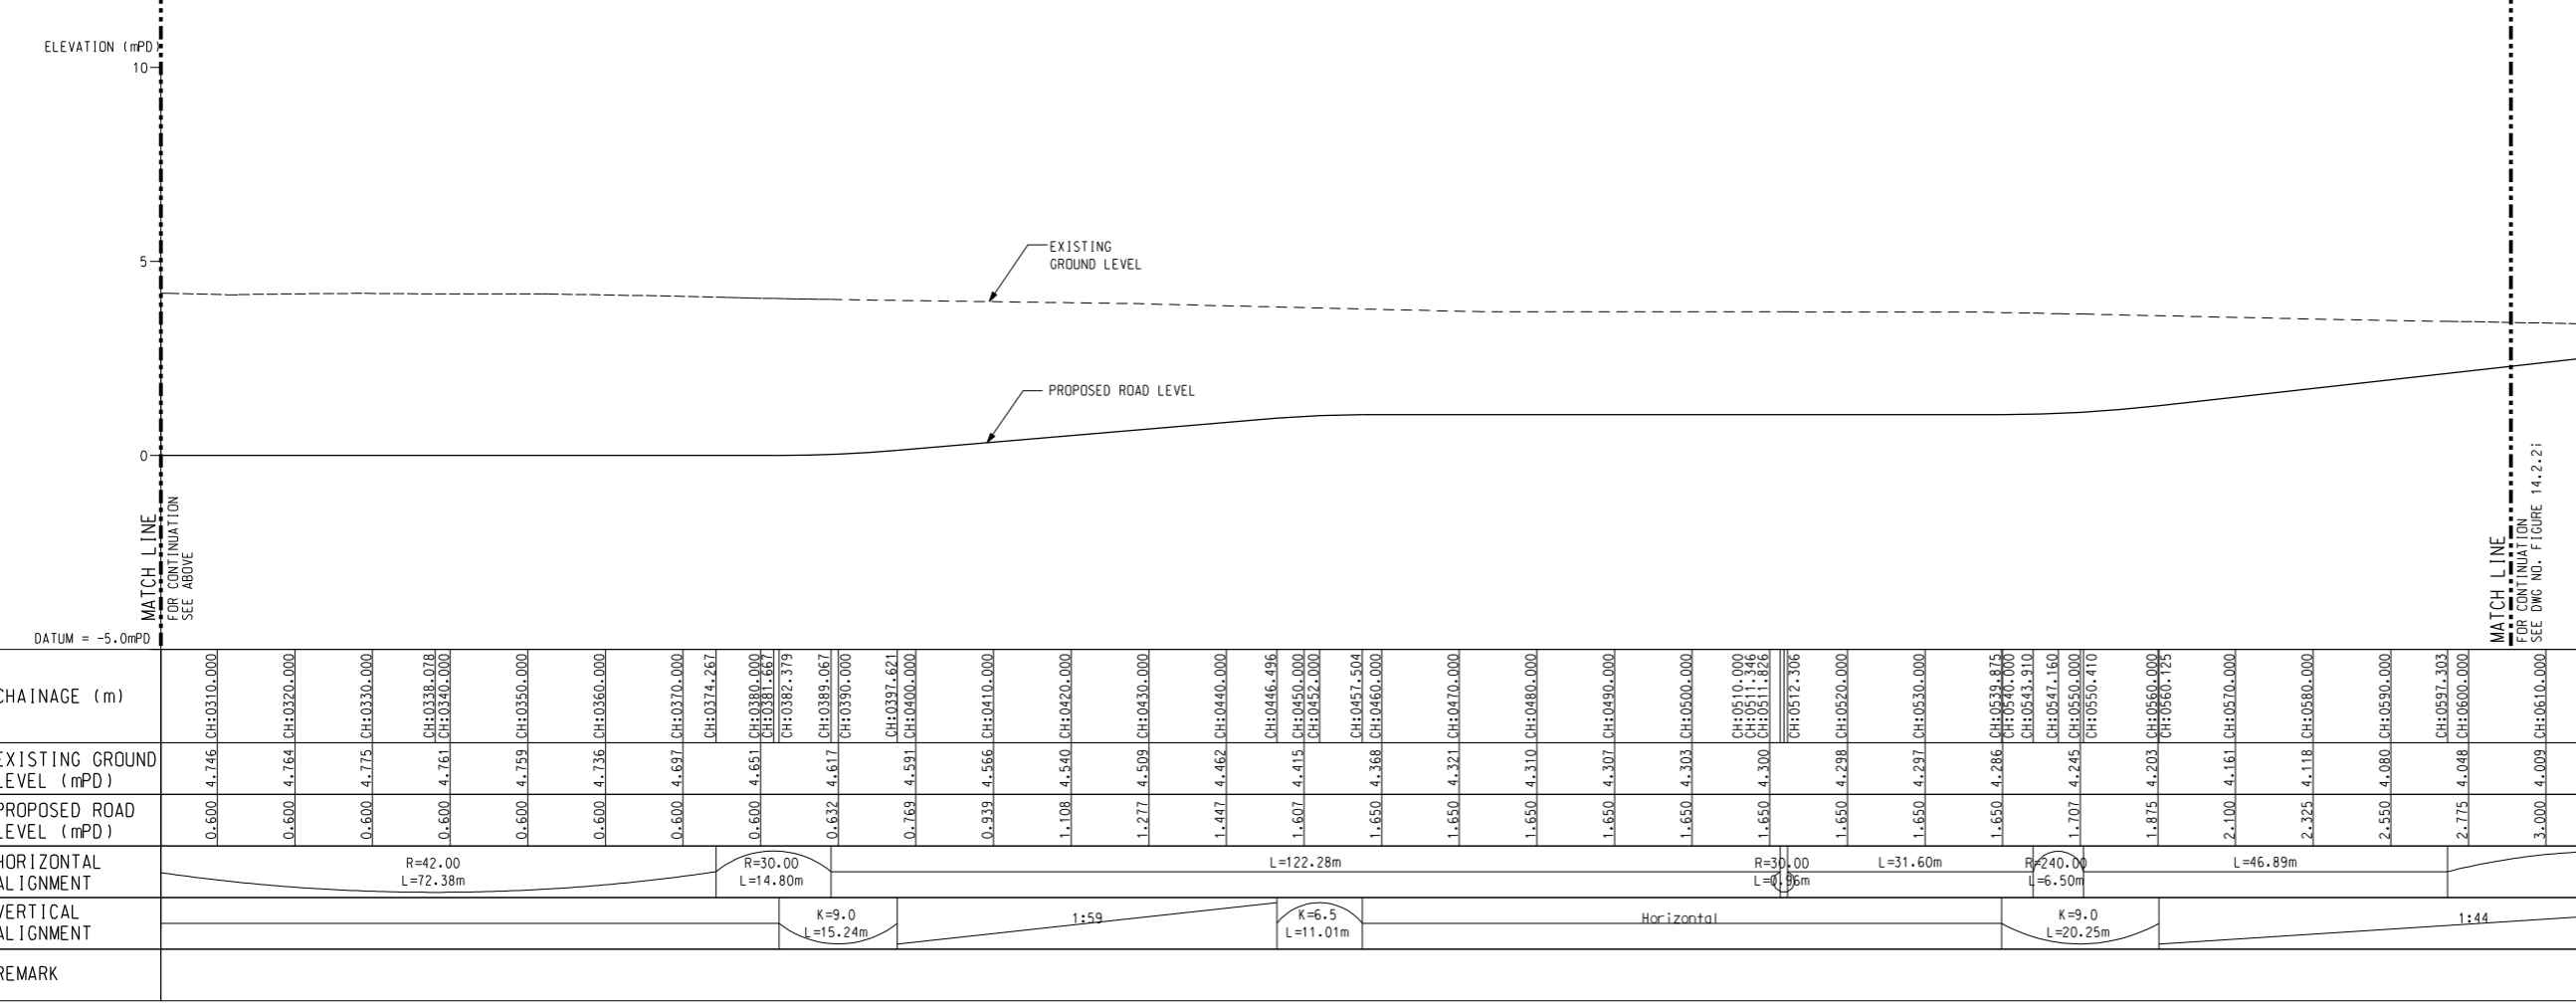 ELEVATION (mPD)
10
5
0
EXISTING
GROUND LEVEL
PROPOSED ROAD LEVEL
MATCH LINE
FOR CONTINUATION
SEE ABOVE
MATCH LINE
FOR CONTINUATION
SEE DWG NO. FIGURE 14.2.2i
DATUM = -5.0mPD
CHAINAGE (m)
CH:0310.000
CH:0320.000
CH:0330.000
CH:0338.078
CH:0340.000
CH:0350.000
CH:0360.000
CH:0370.000
CH:0374.267
CH:0380.000
CH:0381.667
CH:0382.379
CH:0389.067
CH:0390.000
CH:0397.621
CH:0400.000
CH:0410.000
CH:0420.000
CH:0430.000
CH:0440.000
CH:0446.496
CH:0450.000
CH:0452.000
CH:0457.504
CH:0460.000
CH:0470.000
CH:0480.000
CH:0490.000
CH:0500.000
CH:0510.000
CH:0511.346
CH:0511.826
CH:0512.306
CH:0520.000
CH:0530.000
CH:0539.875
CH:0540.000
CH:0543.910
CH:0547.160
CH:0550.000
CH:0550.410
CH:0560.000
CH:0560.125
CH:0570.000
CH:0580.000
CH:0590.000
CH:0597.303
CH:0600.000
CH:0610.000
EXISTING GROUND
LEVEL (mPD)
4.746
4.764
4.775
4.761
4.759
4.736
4.697
4.651
4.617
4.591
4.566
4.540
4.509
4.462
4.415
4.368
4.321
4.310
4.307
4.303
4.300
4.298
4.297
4.286
4.245
4.203
4.161
4.118
4.080
4.048
4.009
PROPOSED ROAD
LEVEL (mPD)
0.600
0.600
0.600
0.600
0.600
0.600
0.600
0.600
0.632
0.769
0.939
1.108
1.277
1.447
1.607
1.650
1.650
1.650
1.650
1.650
1.650
1.650
1.650
1.650
1.707
1.875
2.100
2.325
2.550
2.775
3.000
HORIZONTAL
ALIGNMENT
R=42.00
L=72.38m
R=30.00
L=14.80m
L=122.28m
R=30.00
L=0.96m
L=31.60m
R=240.00
L=6.50m
L=46.89m
VERTICAL
ALIGNMENT
K=9.0
L=15.24m
1:59
K=6.5
L=11.01m
Horizontal
K=9.0
L=20.25m
1:44
REMARK